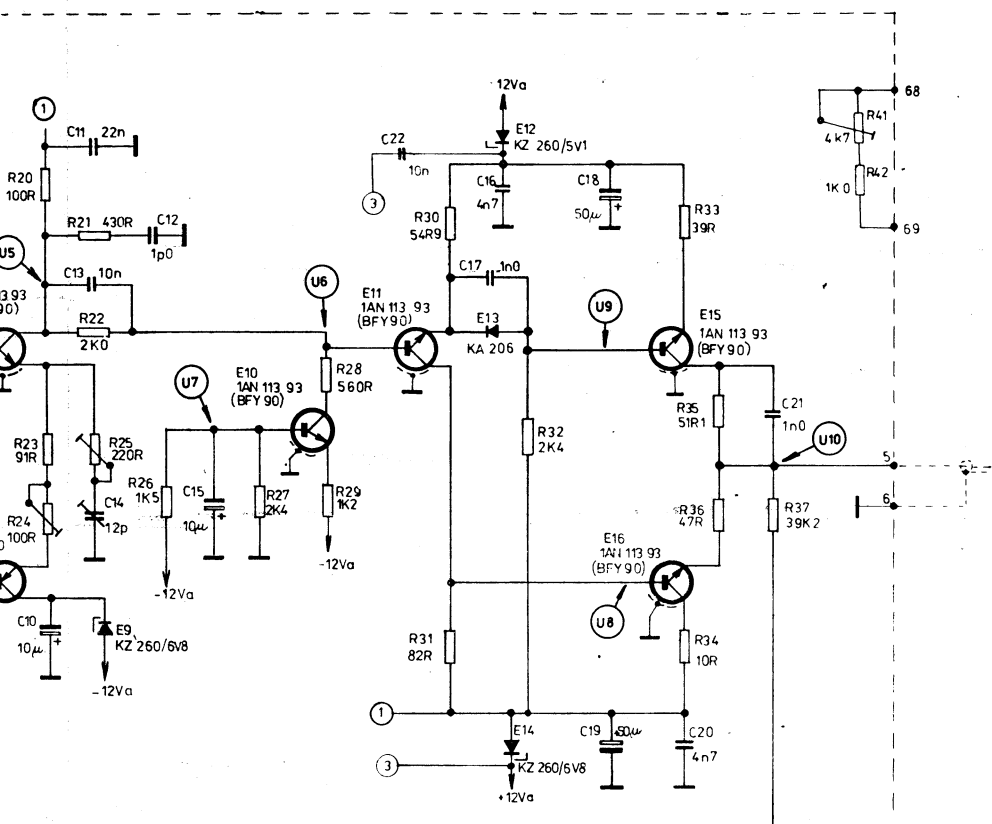 68
R41
4k7
R42
1K0
69
12Va
E12
KZ 260/5V1
C22
10n
3
C16
4n7
C18
50µ
+
R30
54R9
R33
39R
1
C11
22n
R20
100R
R21
430R
C12
1p0
U5
C13
10n
R22
2K0
U6
E11
1AN 113 93
(BFY90)
C17
1n0
E13
KA 206
U9
E15
1AN 113 93
(BFY90)
U7
E10
1AN 113 93
(BFY90)
R28
560R
R32
2K4
R35
51R1
C21
1n0
U10
5
6
R23
91R
R25
220R
R24
100R
C14
12p
R26
1K5
C15
10µ
+
R27
2K4
R29
1K2
-12Va
-12Va
R36
47R
R37
39K2
E16
1AN 113 93
(BFY90)
U8
C10
10µ
+
E9
KZ 260/6V8
-12Va
R31
82R
R34
10R
1
E14
KZ 260/6V8
C19
50µ
C20
4n7
3
+12Va